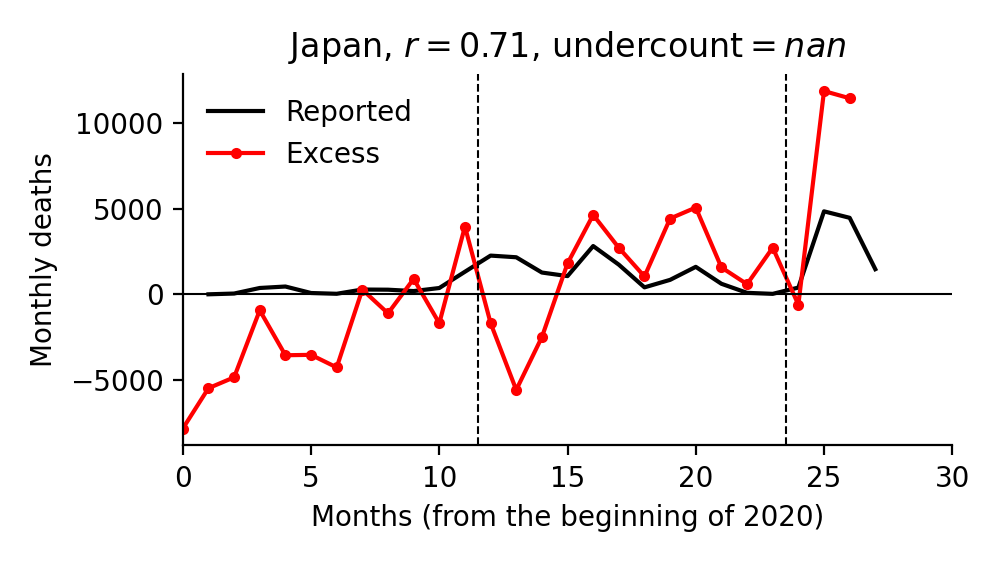 Japan, r = 0.71, undercount = nan
Reported
Excess
Monthly deaths
10000
5000
0
−5000
0 5 10 15 20 25 30
Months (from the beginning of 2020)